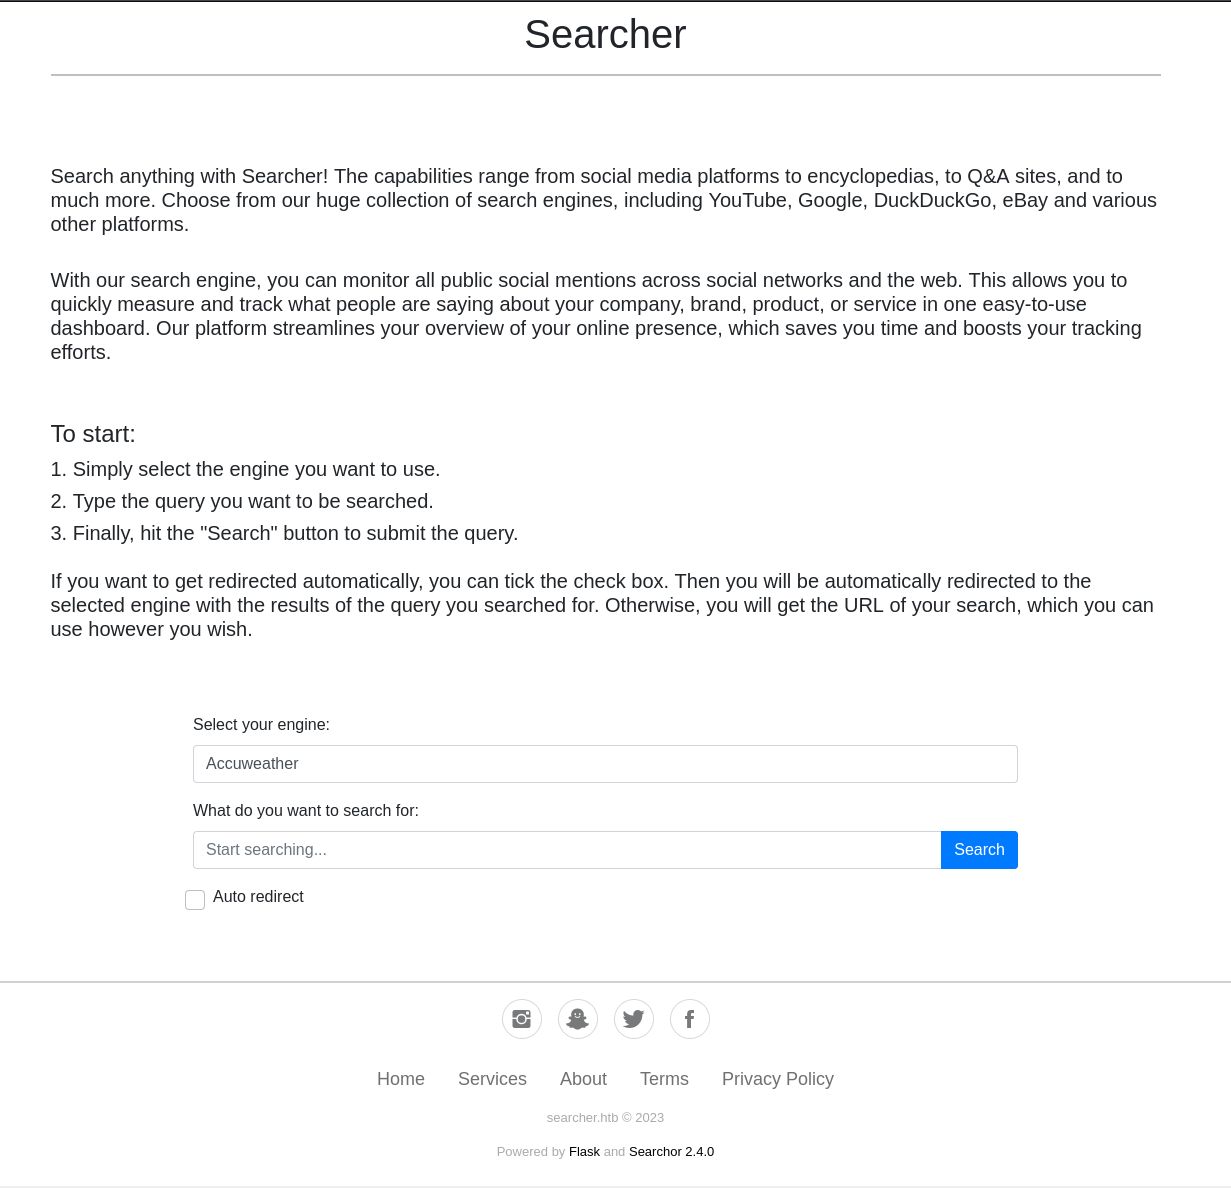 Searcher
Search anything with Searcher! The capabilities range from social media platforms to encyclopedias, to Q&A sites, and to
much more. Choose from our huge collection of search engines, including YouTube, Google, DuckDuckGo, eBay and various
other platforms.
With our search engine, you can monitor all public social mentions across social networks and the web. This allows you to
quickly measure and track what people are saying about your company, brand, product, or service in one easy-to-use
dashboard. Our platform streamlines your overview of your online presence, which saves you time and boosts your tracking
efforts.
To start:
1. Simply select the engine you want to use.
2. Type the query you want to be searched.
3. Finally, hit the "Search" button to submit the query.
If you want to get redirected automatically, you can tick the check box. Then you will be automatically redirected to the
selected engine with the results of the query you searched for. Otherwise, you will get the URL of your search, which you can
use however you wish.
Select your engine:
Accuweather
What do you want to search for:
Start searching... Search
Auto redirect
Home Services About Terms Privacy Policy
searcher.htb © 2023
Powered by Flask and Searchor 2.4.0